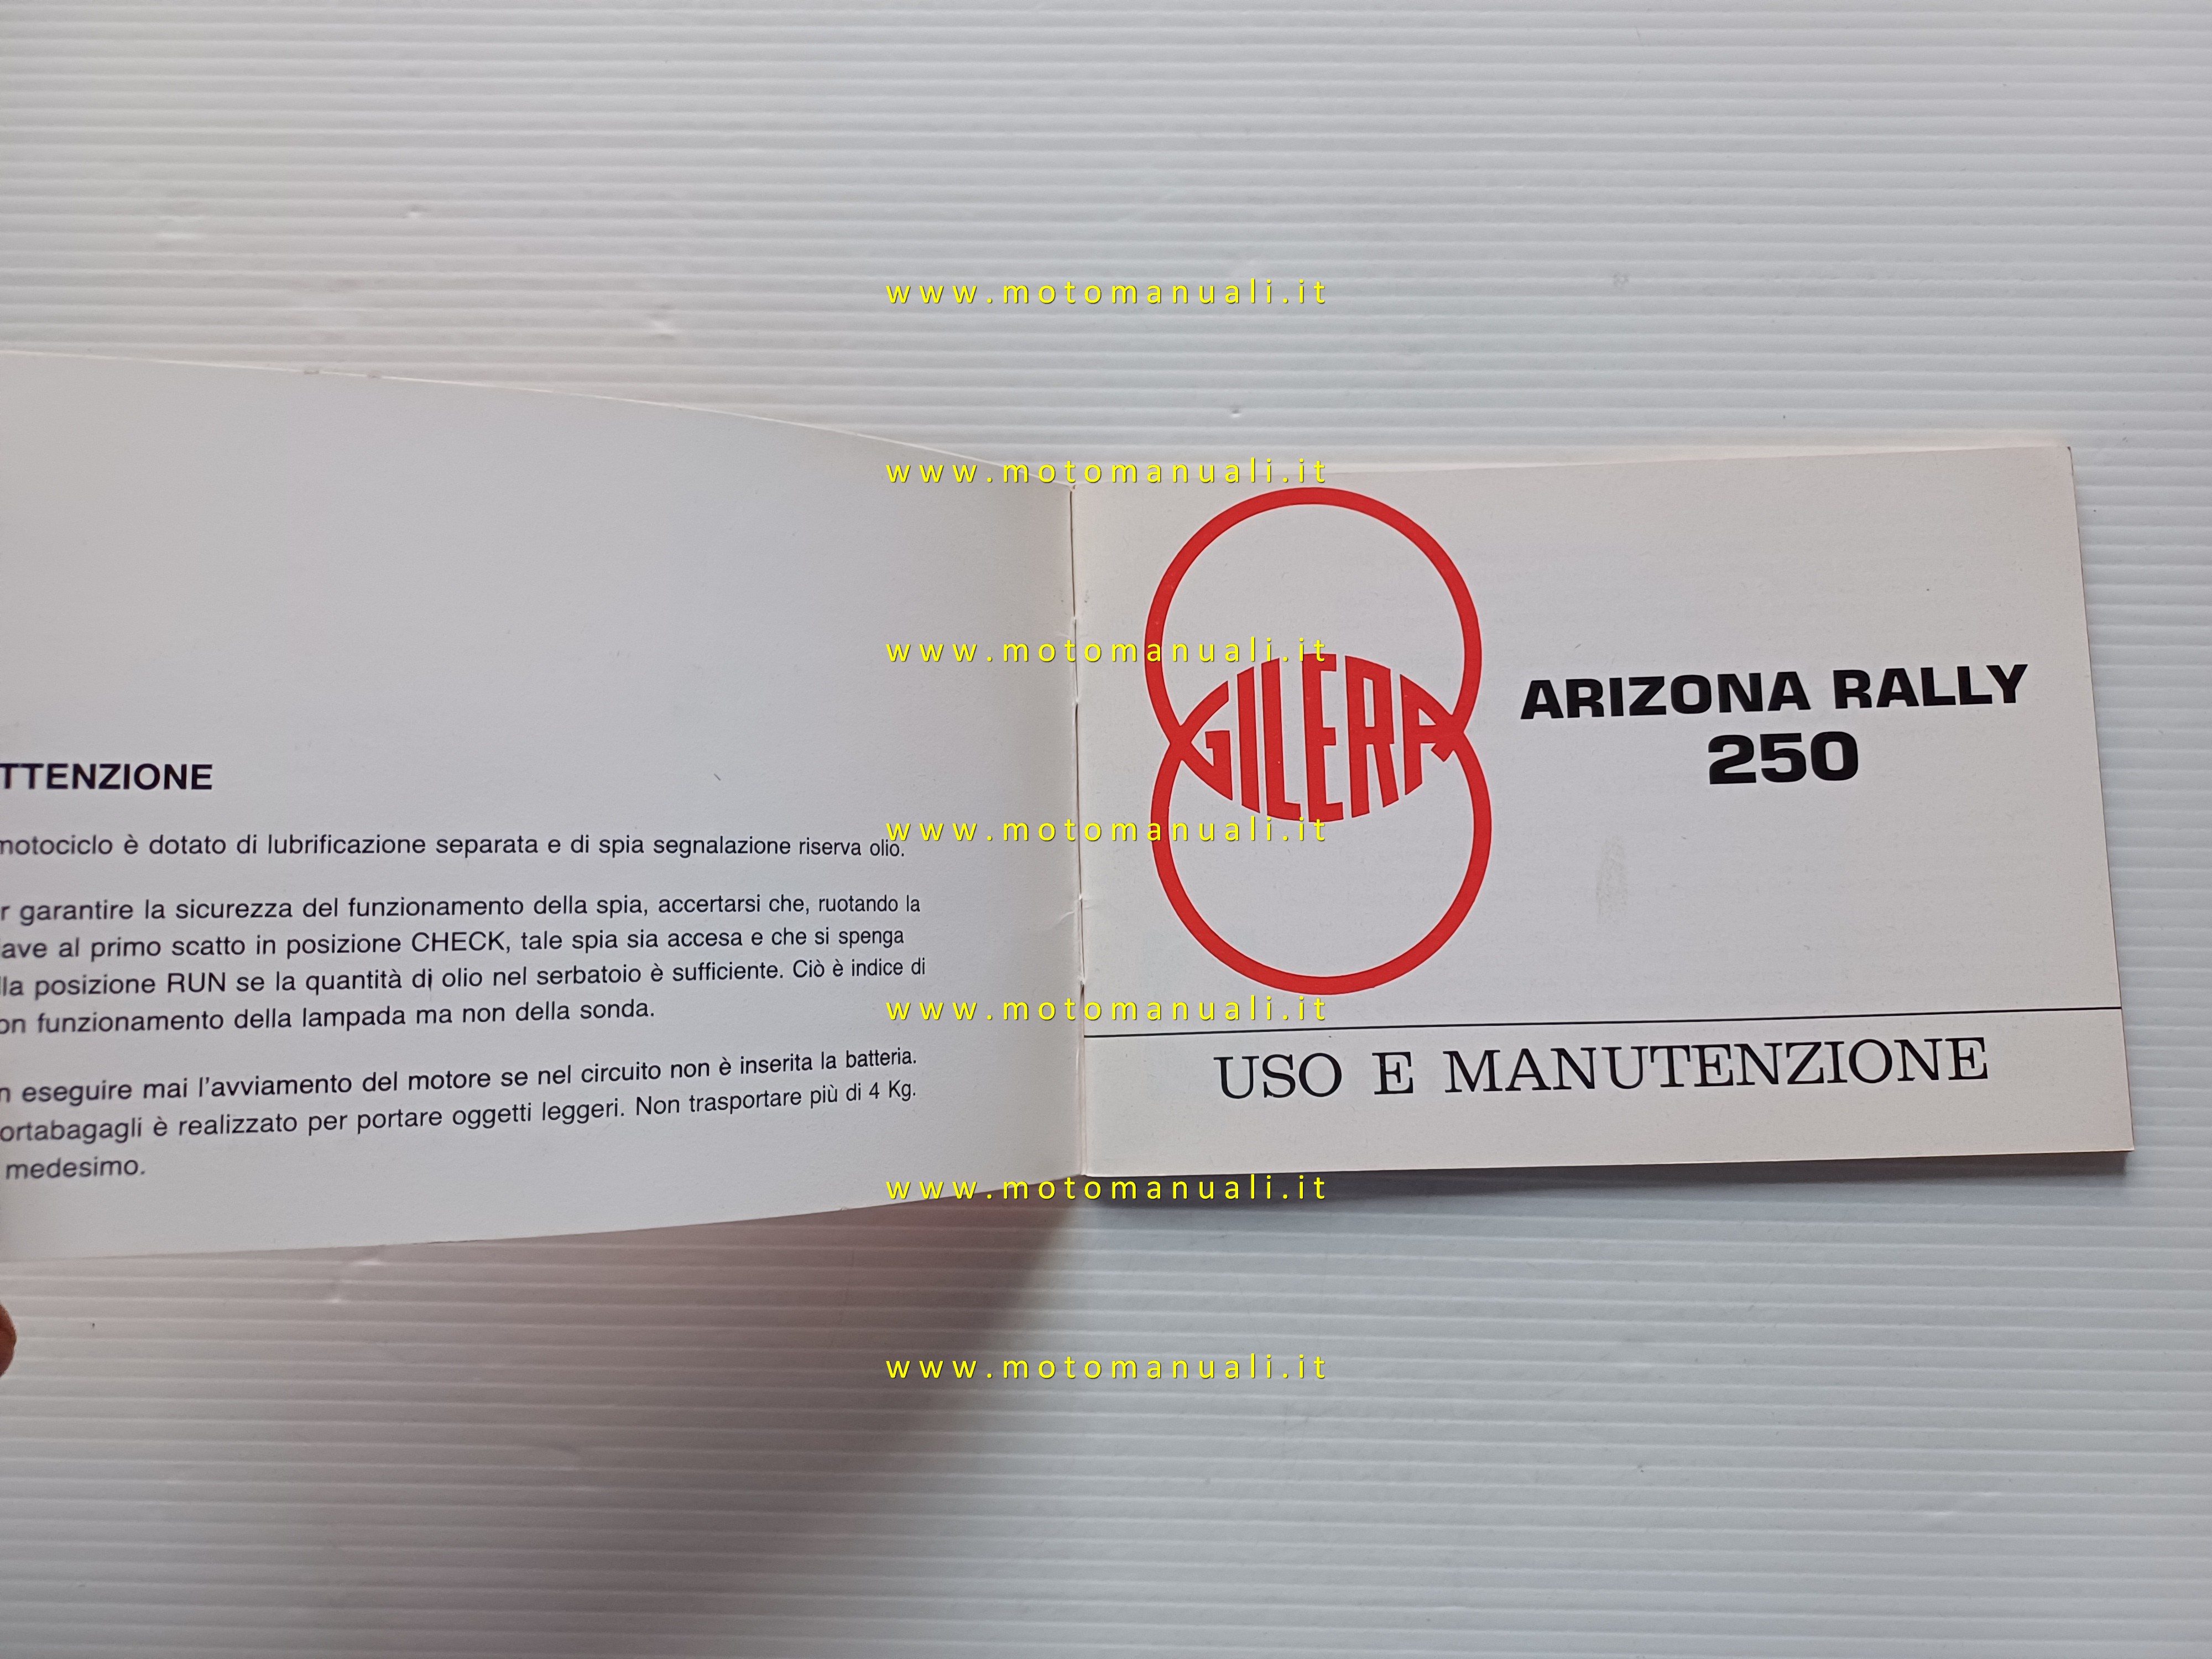 TTENZIONE
motociclo è dotato di lubrificazione separata e di spia segnalazione riserva olio.
r garantire la sicurezza del funzionamento della spia, accertarsi che, ruotando la
ave al primo scatto in posizione CHECK, tale spia sia accesa e che si spenga
lla posizione RUN se la quantità di olio nel serbatoio è sufficiente. Ciò è indice di
on funzionamento della lampada ma non della sonda.
n eseguire mai l'avviamento del motore se nel circuito non è inserita la batteria.
ortabagagli è realizzato per portare oggetti leggeri. Non trasportare più di 4 Kg.
medesimo.
GILERA
ARIZONA RALLY
250
USO E MANUTENZIONE
www.motomanuali.it
www.motomanuali.it
www.motomanuali.it
www.motomanuali.it
www.motomanuali.it
www.motomanuali.it
www.motomanuali.it